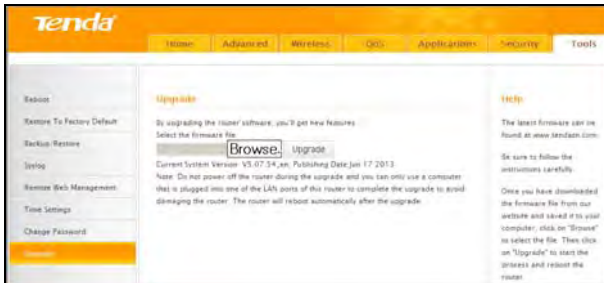 Tenda
Home Advanced Wireless QoS Applications Security Tools
Reboot
Restore To Factory Default
Backup/Restore
Syslog
Remote Web Management
Time Settings
Change Password
Upgrade
By upgrading the router software, you'll get new features.
Select the firmware file:
Browse.. Upgrade
Current System Version: V5.07.54_en; Publishing Date:Jun 17 2013
Note: Do not power off the router during the upgrade and you can only use a computer
that is plugged into one of the LAN ports of this router to complete the upgrade to avoid
damaging the router. The router will reboot automatically after the upgrade.
Help
The latest firmware can be
found at www.tendacn.com.
Be sure to follow the
instructions carefully.
Once you have downloaded
the firmware file from our
website and saved it to your
computer, click on "Browse"
to select the file. Then click
on "Upgrade" to start the
process and reboot the
router.